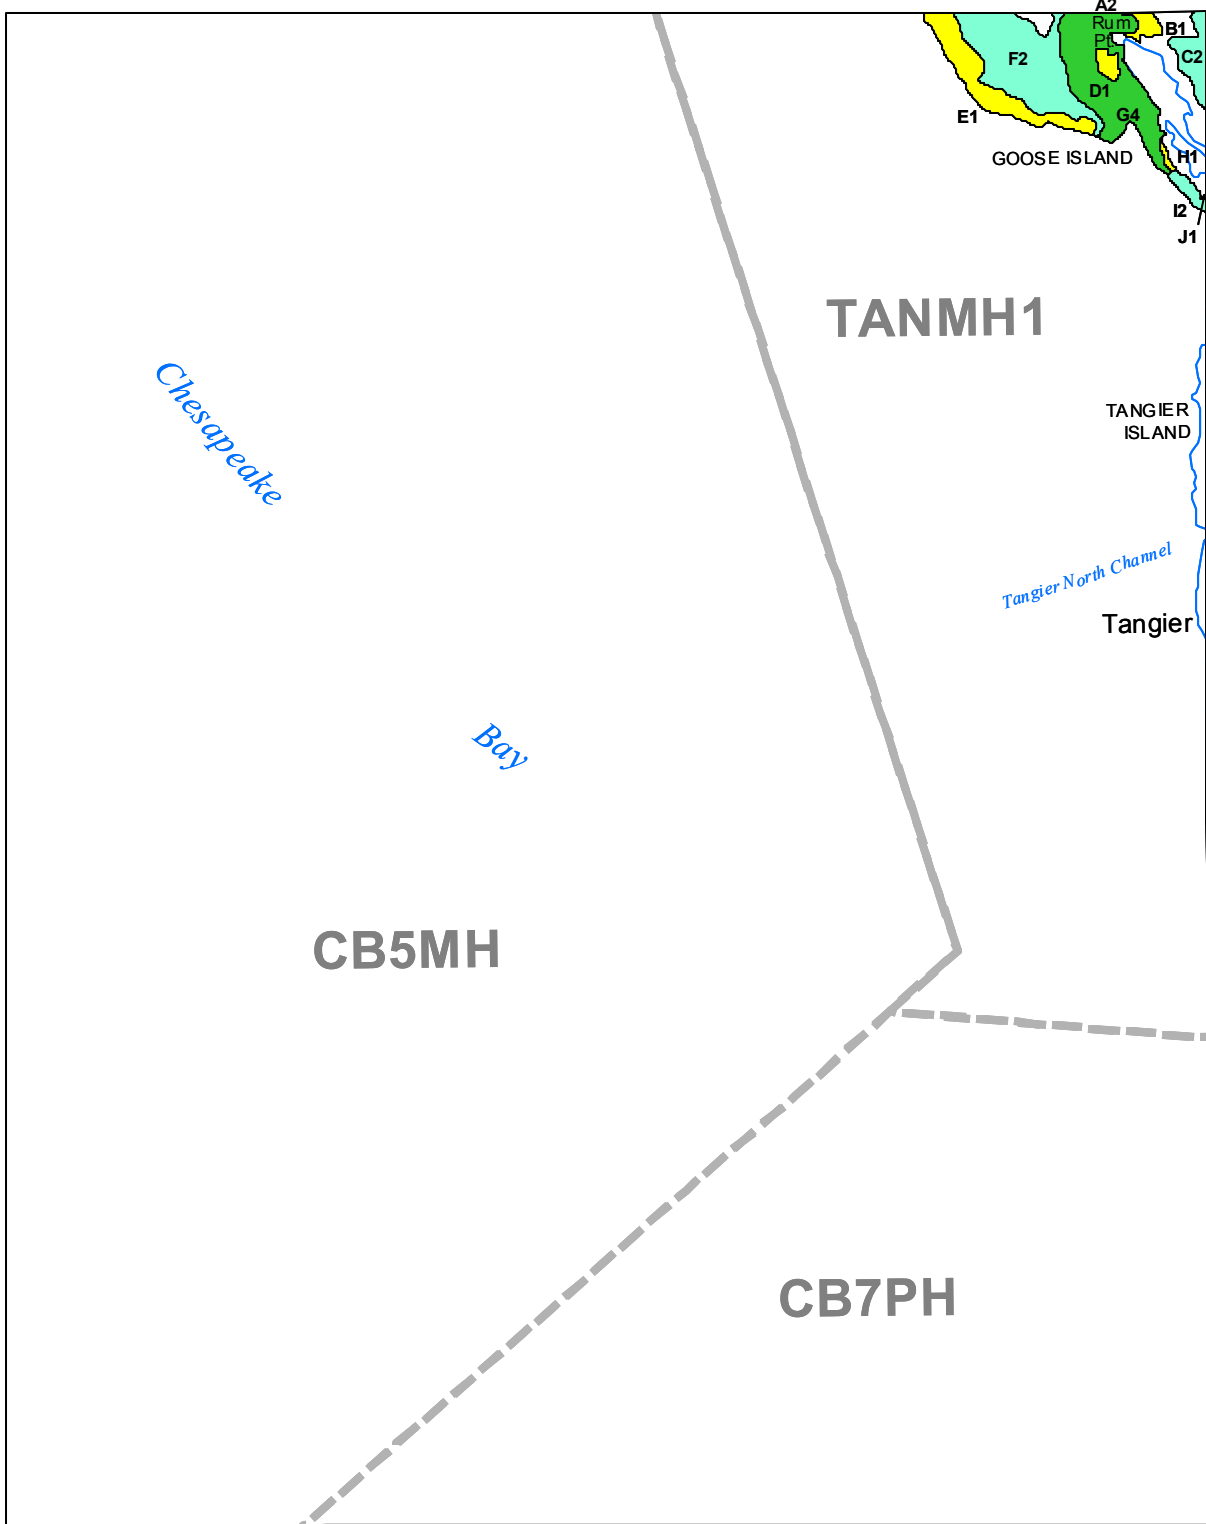 A2
Rum
Pt.
B1
C2
F2
D1
E1
G4
GOOSE ISLAND
H1
I2
J1
TANMH1
Chesapeake
TANGIER
ISLAND
Tangier North Channel
Tangier
Bay
CB5MH
CB7PH